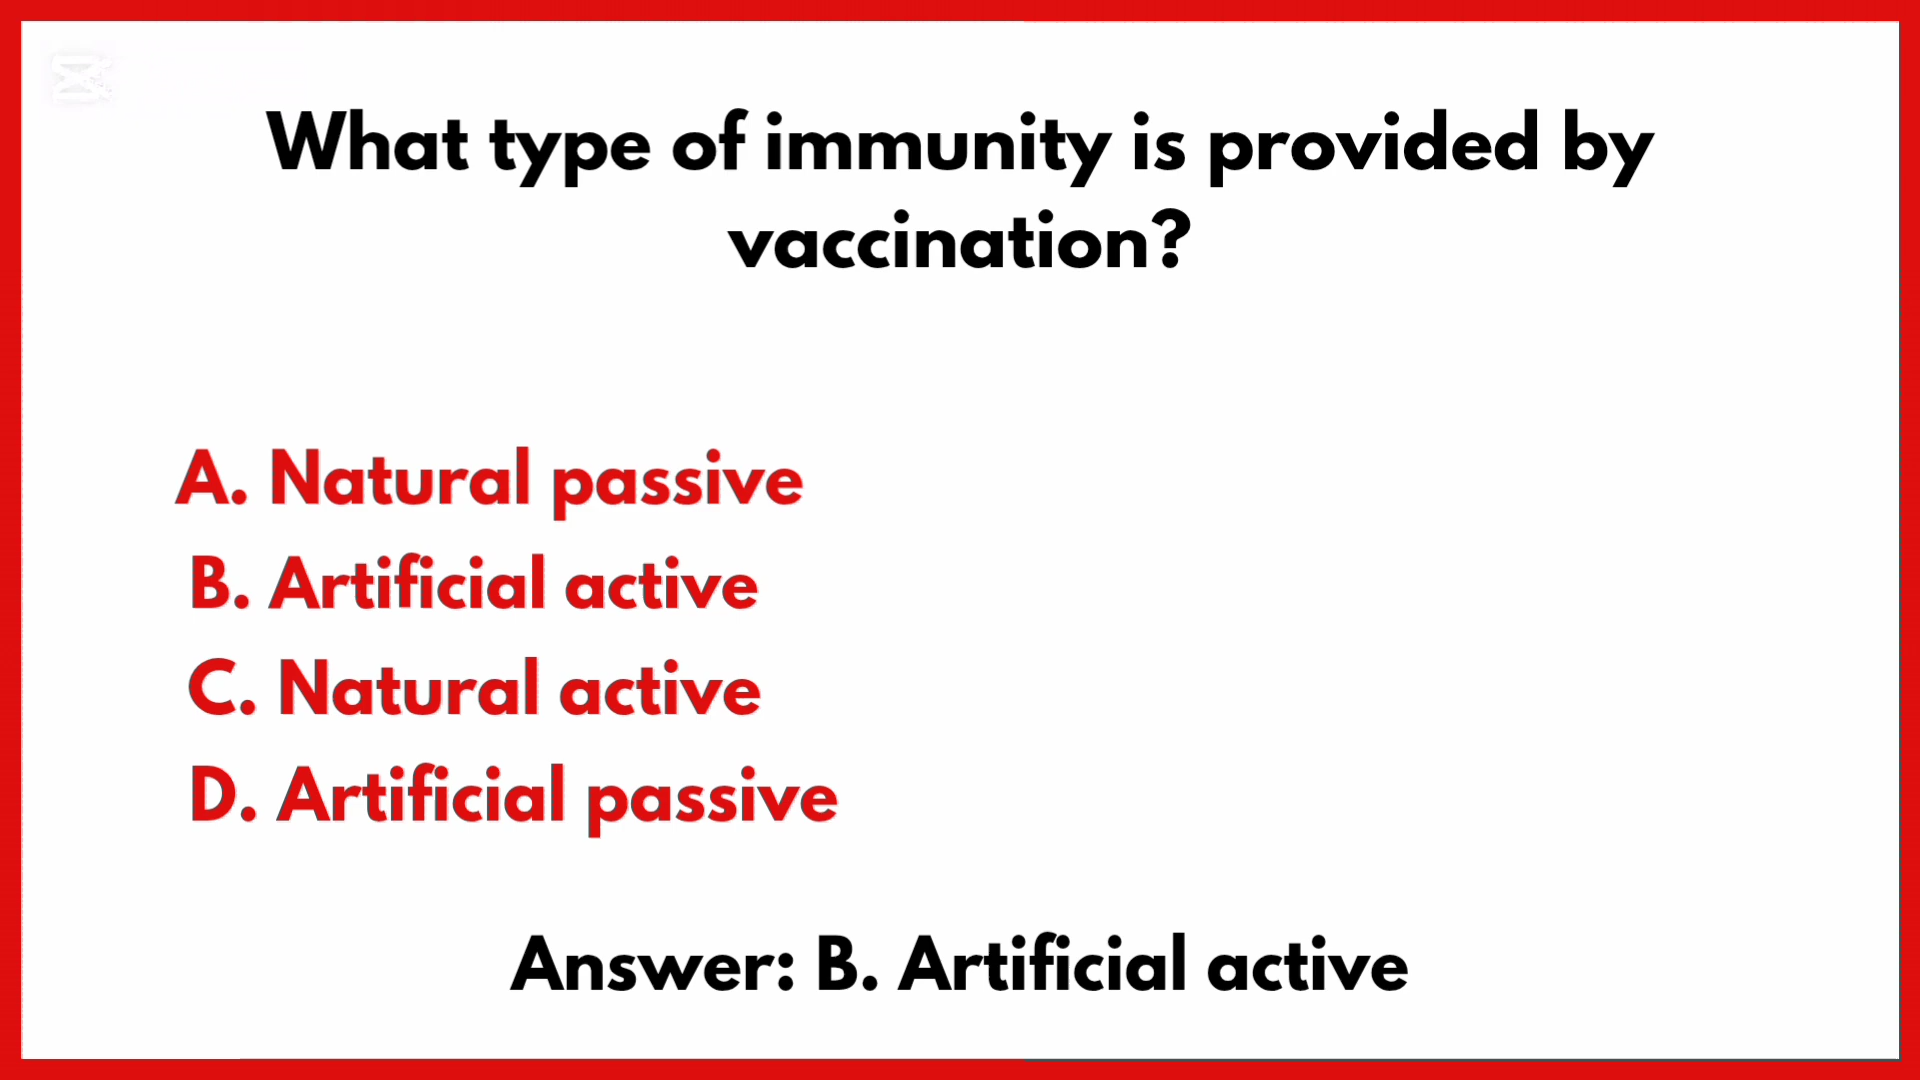 What type of immunity is provided by
vaccination?
A. Natural passive
B. Artificial active
C. Natural active
D. Artificial passive
Answer: B. Artificial active